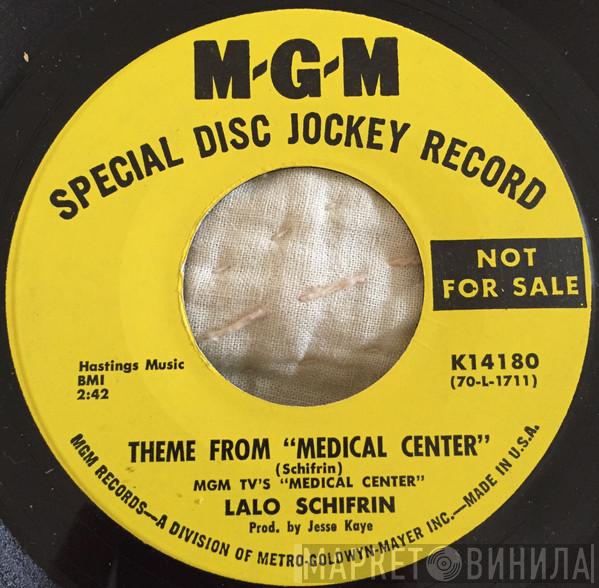 M-G-M
SPECIAL DISC JOCKEY RECORD
NOT
FOR SALE
Hastings Music
BMI
2:42
K14180
(70-L-1711)
THEME FROM "MEDICAL CENTER"
(Schifrin)
MGM TV'S "MEDICAL CENTER"
LALO SCHIFRIN
Prod. by Jesse Kaye
MGM RECORDS—A DIVISION OF METRO-GOLDWYN-MAYER INC.—MADE IN U.S.A.
МАРКЕТ ВИНИЛА